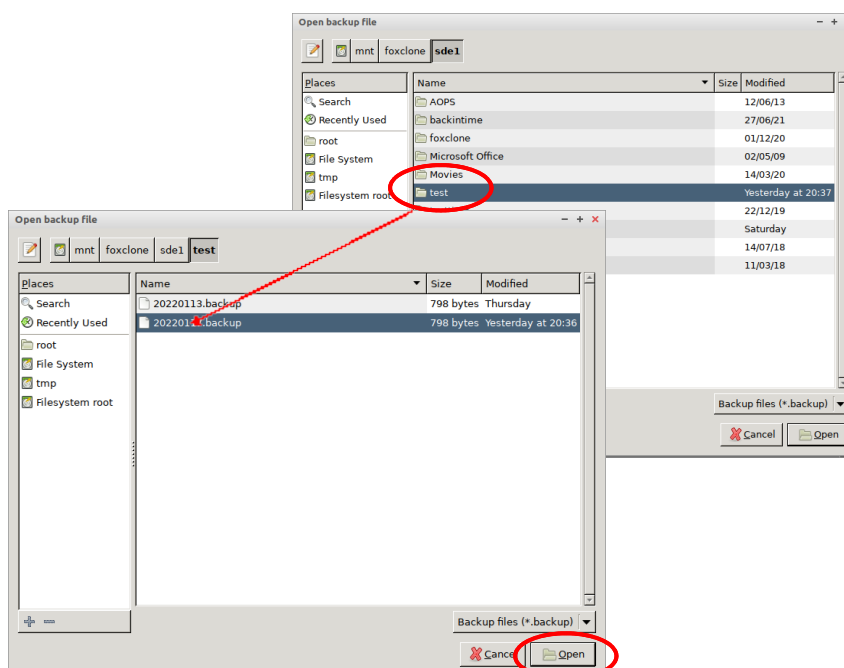 Open backup file
mnt foxclone sde1
Places
Search
Recently Used
root
File System
tmp
Filesystem root
Name Size Modified
AOPS 12/06/13
backintime 27/06/21
foxclone 01/12/20
Microsoft Office 02/05/09
Movies 14/03/20
test Yesterday at 20:37
22/12/19
Saturday
14/07/18
11/03/18
Backup files (*.backup)
Cancel Open
Open backup file
mnt foxclone sde1 test
Places
Search
Recently Used
root
File System
tmp
Filesystem root
Name Size Modified
20220113.backup 798 bytes Thursday
798 bytes Yesterday at 20:36
Backup files (*.backup)
Cancel Open